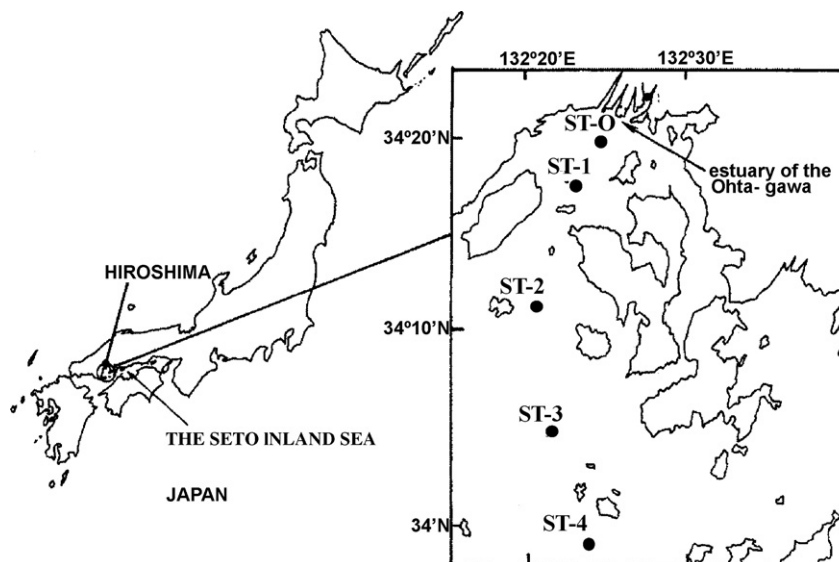 132º20'E
132º30'E
34º20'N
ST-O
ST-1
estuary of the
Ohta- gawa
HIROSHIMA
ST-2
34º10'N
ST-3
THE SETO INLAND SEA
JAPAN
ST-4
34'N